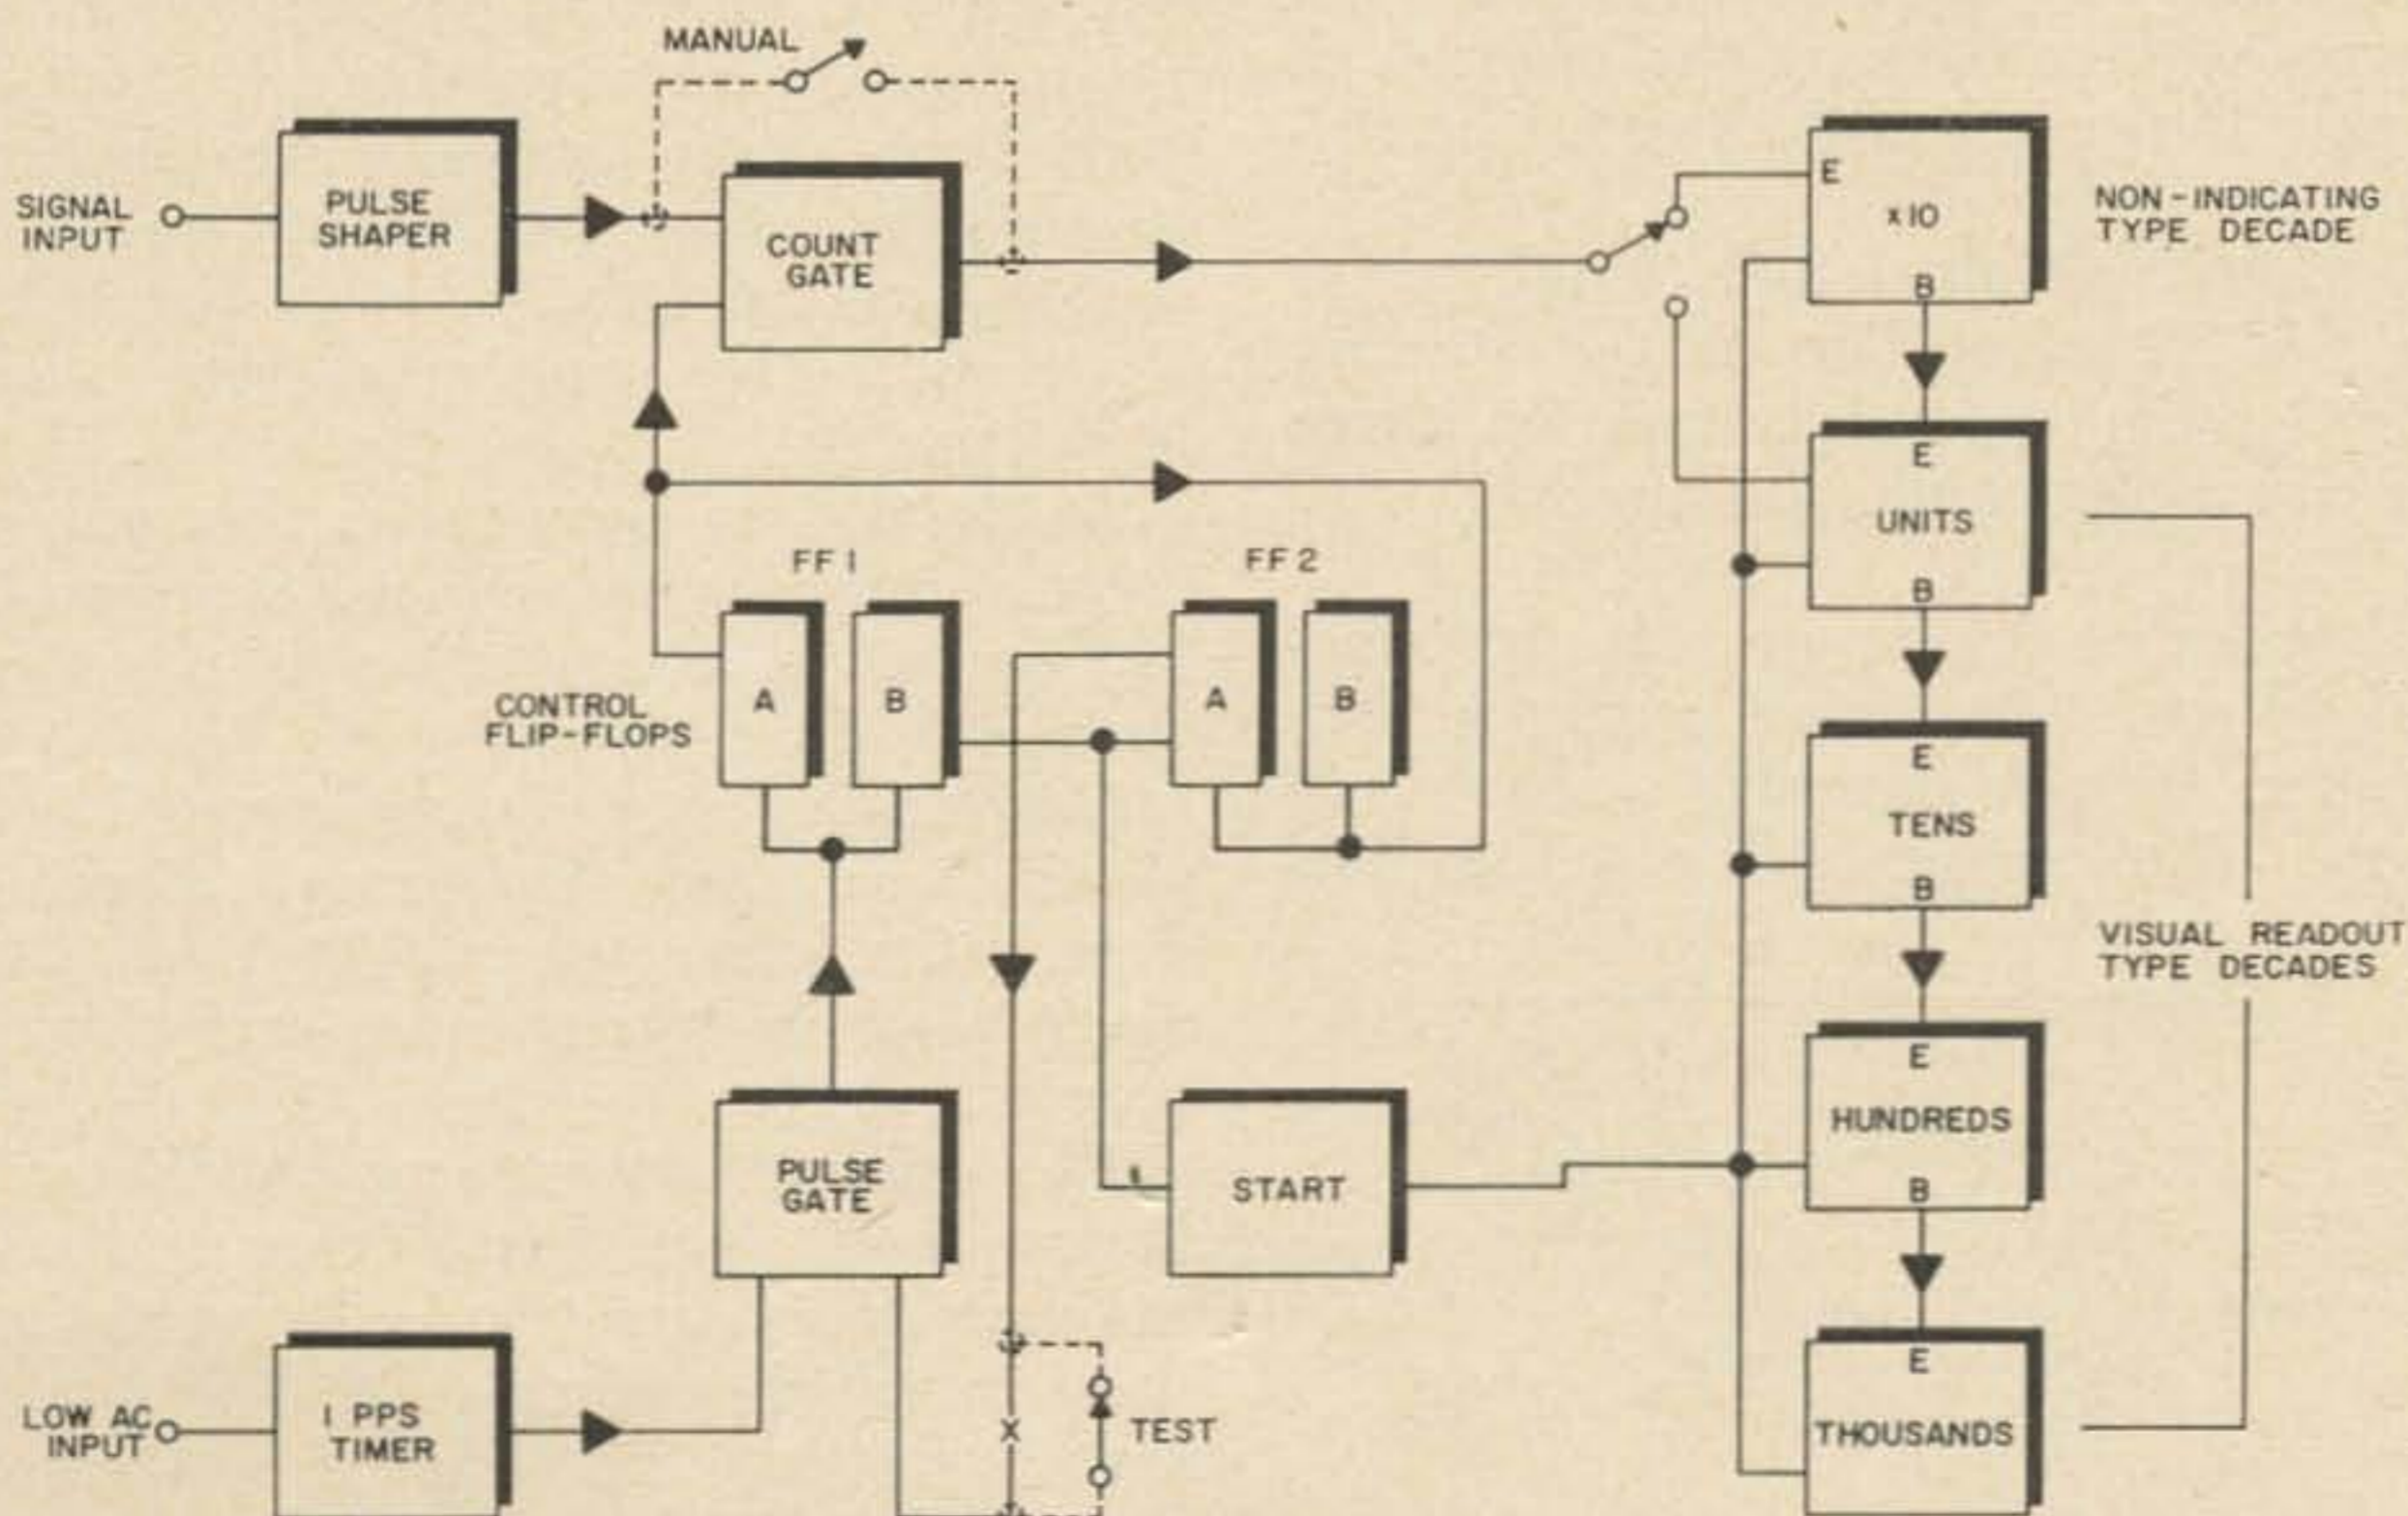 MANUAL
SIGNAL
INPUT
PULSE
SHAPER
COUNT
GATE
E
x10
B
NON-INDICATING
TYPE DECADE
E
UNITS
B
FF 1
FF 2
CONTROL
FLIP-FLOPS
A
B
A
B
E
TENS
B
VISUAL READOUT
TYPE DECADES
E
HUNDREDS
B
PULSE
GATE
START
LOW AC
INPUT
1 PPS
TIMER
X
TEST
E
THOUSANDS